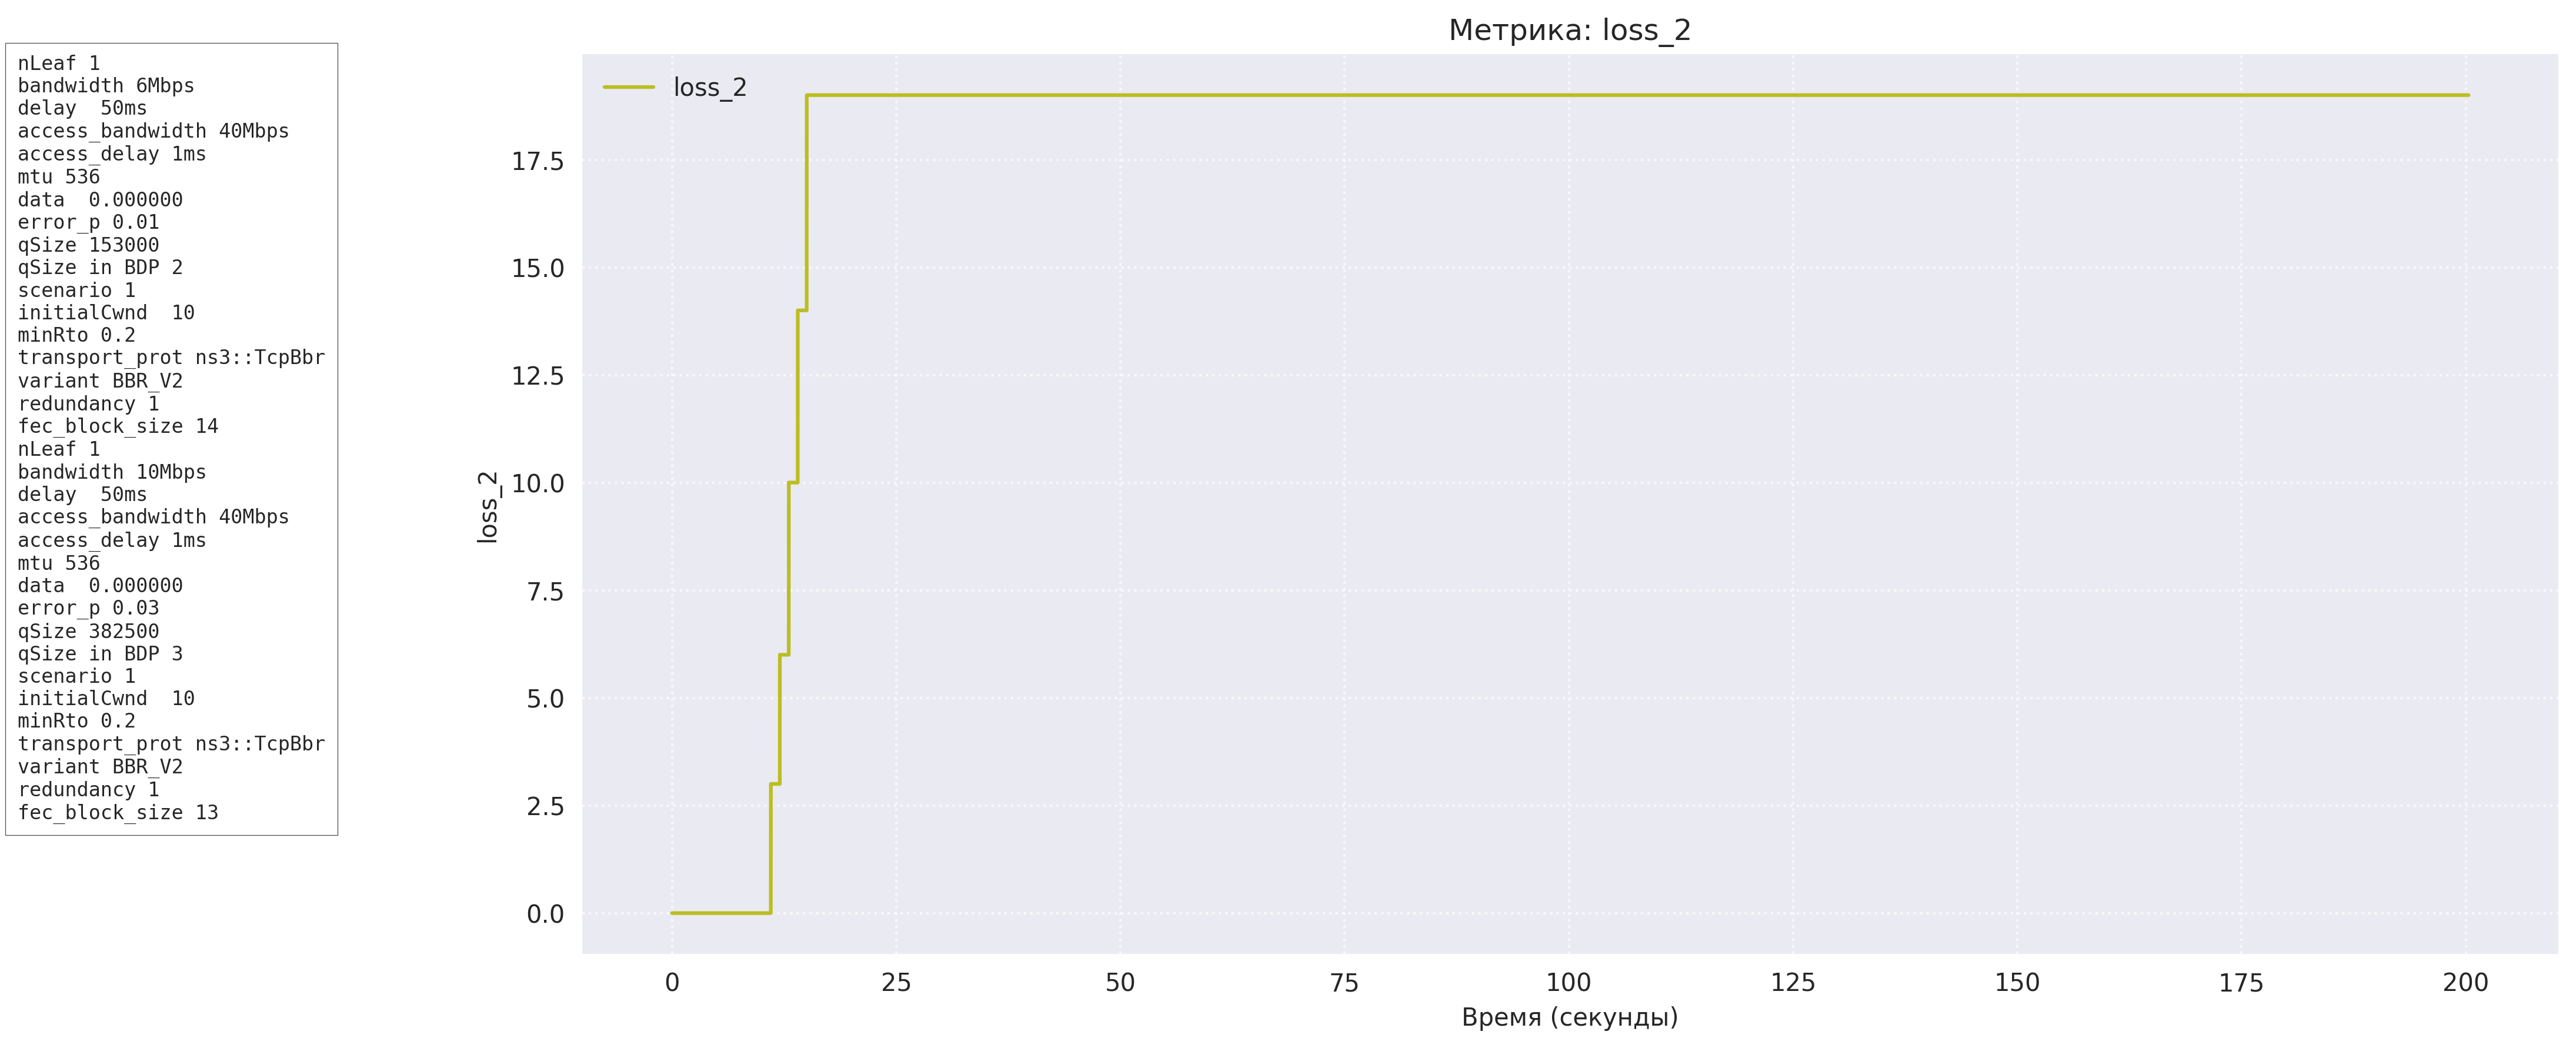 nLeaf 1
bandwidth 6Mbps
delay  50ms
access_bandwidth 40Mbps
access_delay 1ms
mtu 536
data  0.000000
error_p 0.01
qSize 153000
qSize in BDP 2
scenario 1
initialCwnd  10
minRto 0.2
transport_prot ns3::TcpBbr
variant BBR_V2
redundancy 1
fec_block_size 14
nLeaf 1
bandwidth 10Mbps
delay  50ms
access_bandwidth 40Mbps
access_delay 1ms
mtu 536
data  0.000000
error_p 0.03
qSize 382500
qSize in BDP 3
scenario 1
initialCwnd  10
minRto 0.2
transport_prot ns3::TcpBbr
variant BBR_V2
redundancy 1
fec_block_size 13
Метрика: loss_2
loss_2
loss_2
17.5
15.0
12.5
10.0
7.5
5.0
2.5
0.0
0 25 50 75 100 125 150 175 200
Время (секунды)